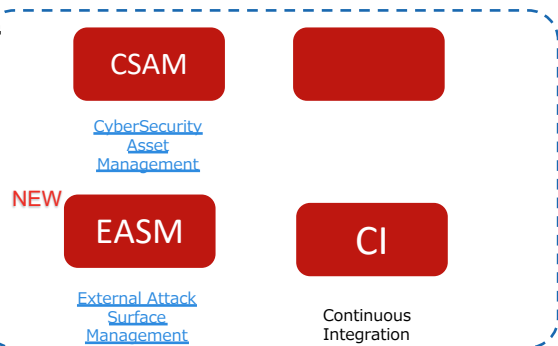 CSAM
CyberSecurity
Asset
Management
NEW
EASM
CI
External Attack
Surface
Management
Continuous
Integration